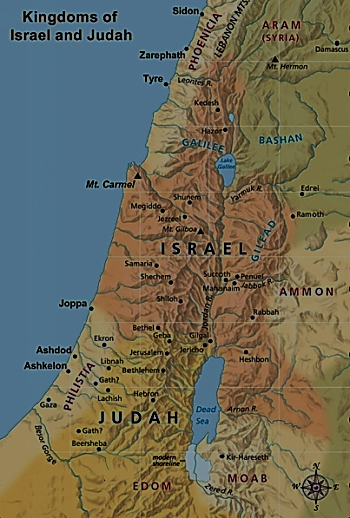 Kingdoms of
Israel and Judah
Sidon
PHOENICIA
LEBANON MTS.
ARAM
(SYRIA)
Damascus
Zarephath
Mt. Hermon
Tyre
Leontes R.
Kedesh
Hazor
GALILEE
BASHAN
Lake
Galilee
Mt. Carmel
Yarmuk R.
Edrei
Shunem
Megiddo
Jezreel
Ramoth
Mt. Gilboa
GILEAD
ISRAEL
Samaria
Shechem
Succoth
Penuel
Mahanaim
Jabbok R.
AMMON
Shiloh
Jordan R.
Joppa
Rabbah
Bethel
Geba
Gilgal
Ekron
Jerusalem
Jericho
Ashdod
Libnah
Heshbon
Ashkelon
Bethlehem
PHILISTIA
Gath?
Lachish
Hebron
Gaza
Dead
Sea
Arnon R.
JUDAH
Gath?
Beersheba
Besor Gorge
modern
shoreline
Kir-Hareseth
MOAB
EDOM
Zered R.
N
W
E
S